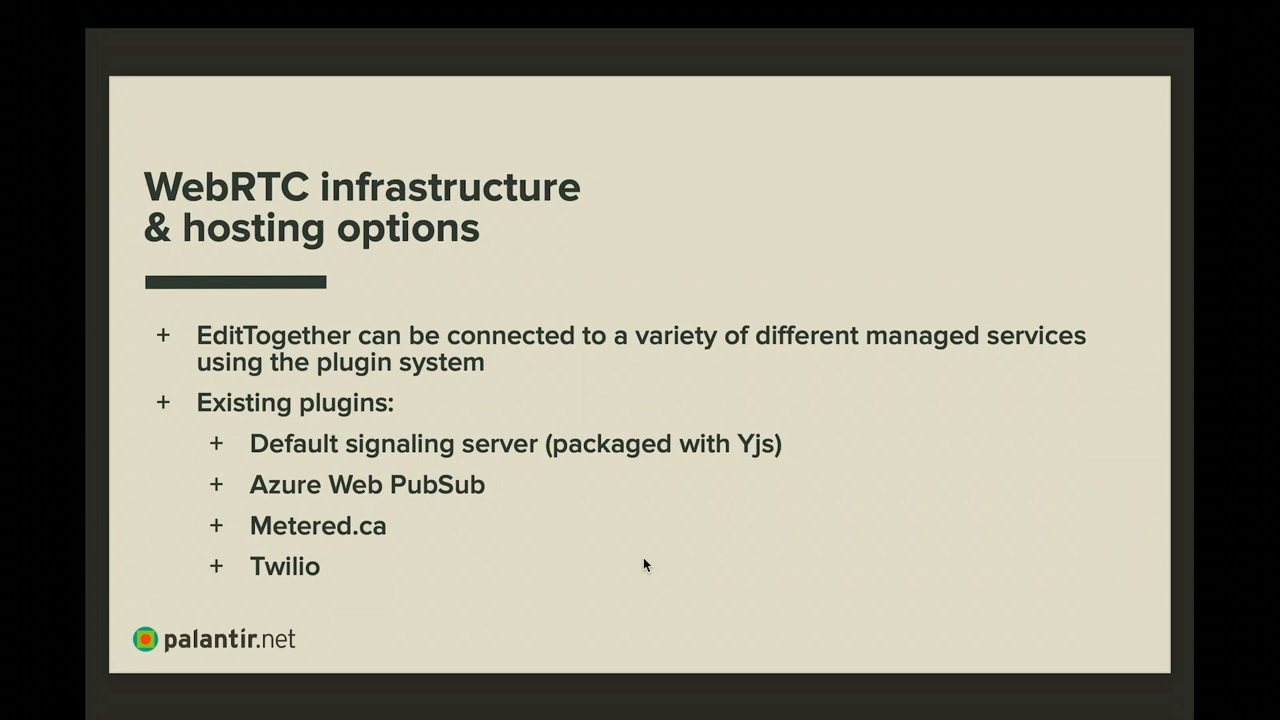 WebRTC infrastructure
& hosting options
+ EditTogether can be connected to a variety of different managed services
using the plugin system
+ Existing plugins:
+ Default signaling server (packaged with Yjs)
+ Azure Web PubSub
+ Metered.ca
+ Twilio
palantir.net